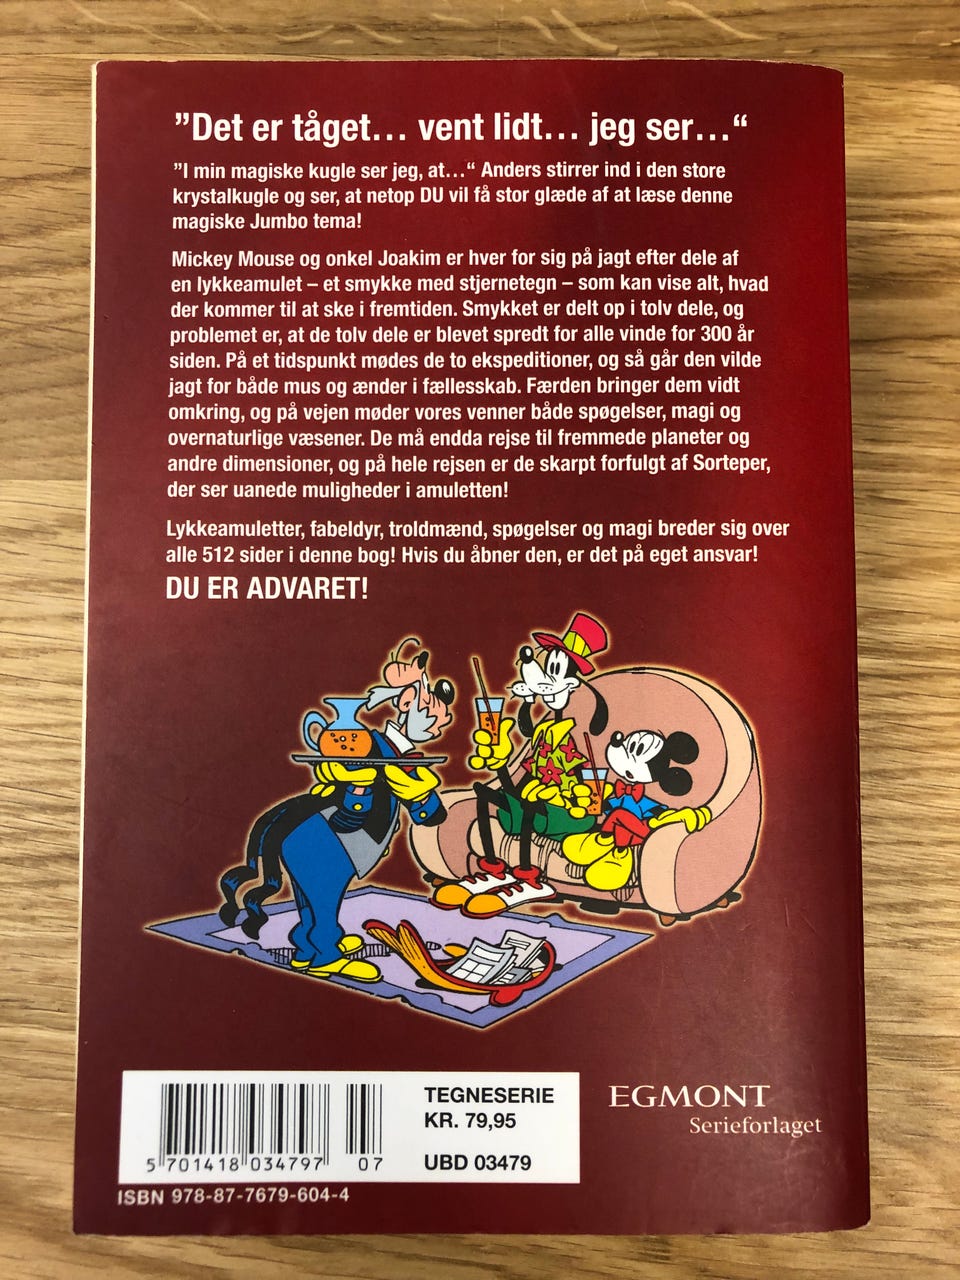 ”Det er tåget... vent lidt... jeg ser...“
”I min magiske kugle ser jeg, at...“ Anders stirrer ind i den store
krystalkugle og ser, at netop DU vil få stor glæde af at læse denne
magiske Jumbo tema!
Mickey Mouse og onkel Joakim er hver for sig på jagt efter dele af
en lykkeamulet – et smykke med stjernetegn – som kan vise alt, hvad
der kommer til at ske i fremtiden. Smykket er delt op i tolv dele, og
problemet er, at de tolv dele er blevet spredt for alle vinde for 300 år
siden. På et tidspunkt mødes de to ekspeditioner, og så går den vilde
jagt for både mus og ænder i fællesskab. Færden bringer dem vidt
omkring, og på vejen møder vores venner både spøgelser, magi og
overnaturlige væsener. De må endda rejse til fremmede planeter og
andre dimensioner, og på hele rejsen er de skarpt forfulgt af Sorteper,
der ser uanede muligheder i amuletten!
Lykkeamuletter, fabeldyr, troldmænd, spøgelser og magi breder sig over
alle 512 sider i denne bog! Hvis du åbner den, er det på eget ansvar!
DU ER ADVARET!
TEGNESERIE
KR. 79,95
UBD 03479
5 701418 034797 07
ISBN 978-87-7679-604-4
EGMONT
Serieforlaget